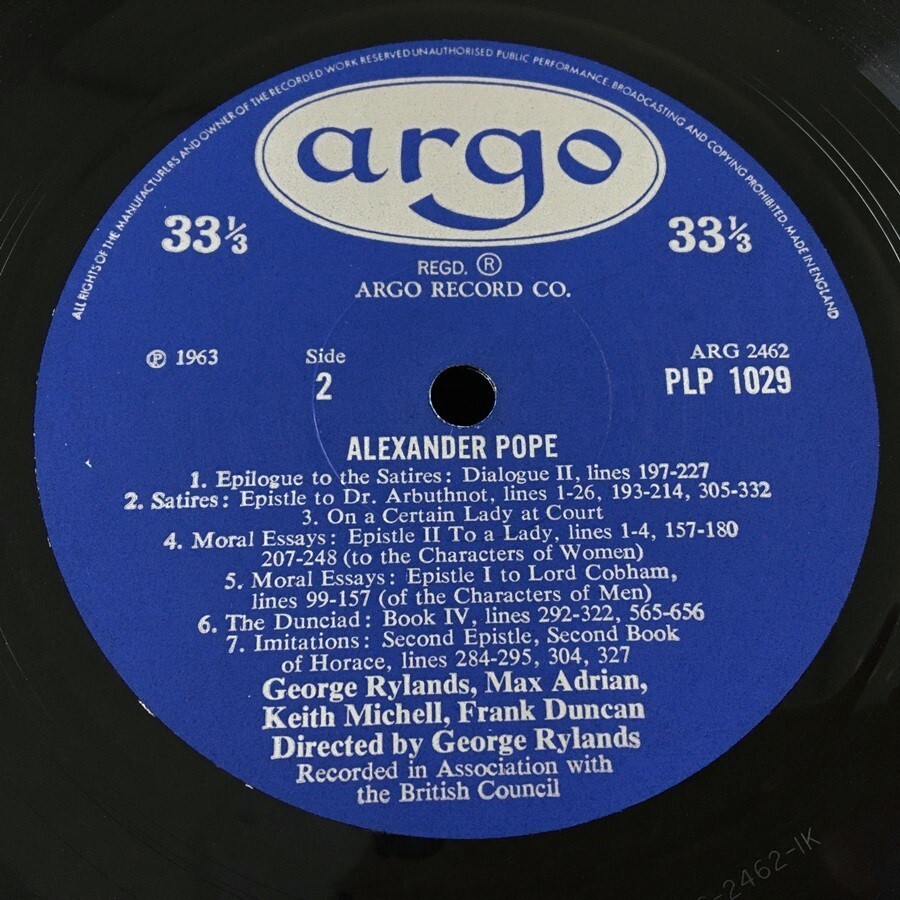 ALL RIGHTS OF THE MANUFACTURERS AND OWNER OF THE RECORDED WORK RESERVED UNAUTHORISED PUBLIC PERFORMANCE, BROADCASTING AND COPYING PROHIBITED. MADE IN ENGLAND
argo
33⅓ 33⅓
REGD. ®
ARGO RECORD CO.
℗ 1963 Side ARG 2462
2 PLP 1029
ALEXANDER POPE
1. Epilogue to the Satires: Dialogue II, lines 197-227
2. Satires: Epistle to Dr. Arbuthnot, lines 1-26, 193-214, 305-332
3. On a Certain Lady at Court
4. Moral Essays: Epistle II To a Lady, lines 1-4, 157-180
207-248 (to the Characters of Women)
5. Moral Essays: Epistle I to Lord Cobham,
lines 99-157 (of the Characters of Men)
6. The Dunciad: Book IV, lines 292-322, 565-656
7. Imitations: Second Epistle, Second Book
of Horace, lines 284-295, 304, 327
George Rylands, Max Adrian,
Keith Michell, Frank Duncan
Directed by George Rylands
Recorded in Association with
the British Council
-2462-1K